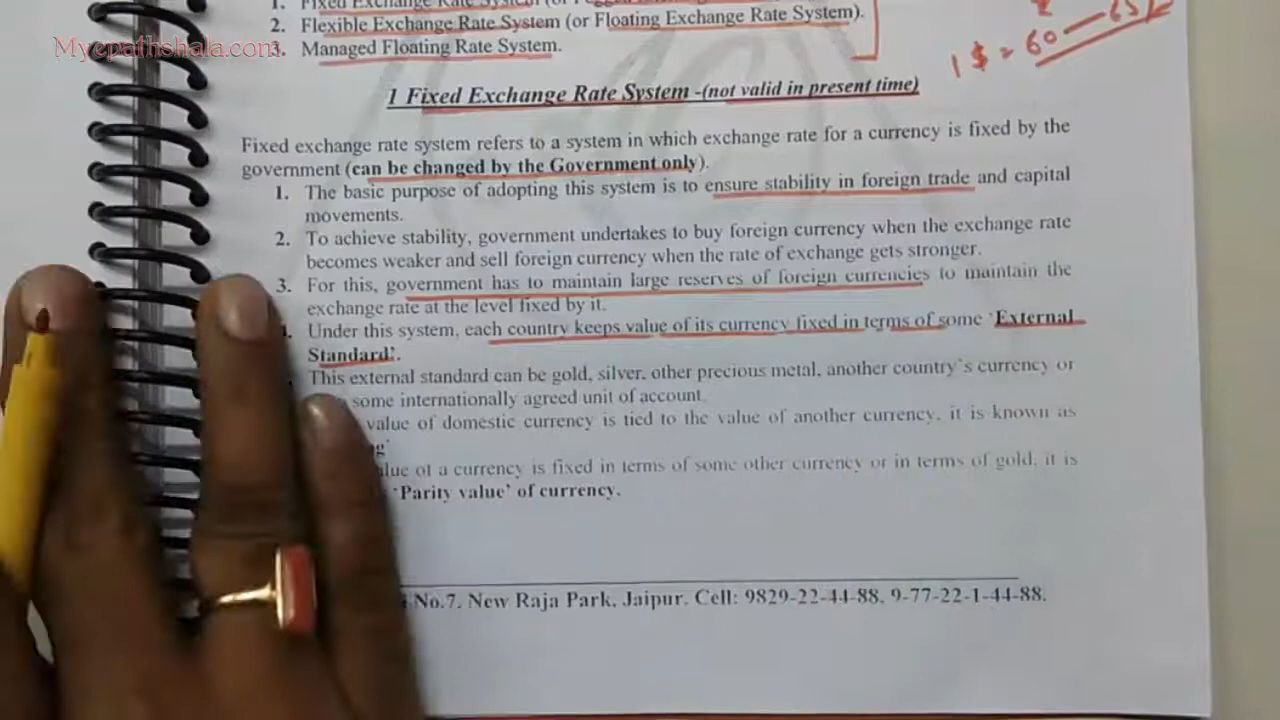 1. Fixed Exchange Rate System (or
2. Flexible Exchange Rate System (or Floating Exchange Rate System).
Myepathshala.com
3. Managed Floating Rate System.
1 $ = 60
1 Fixed Exchange Rate System -(not valid in present time)
Fixed exchange rate system refers to a system in which exchange rate for a currency is fixed by the
government (can be changed by the Government only).
1. The basic purpose of adopting this system is to ensure stability in foreign trade and capital
movements.
2. To achieve stability, government undertakes to buy foreign currency when the exchange rate
becomes weaker and sell foreign currency when the rate of exchange gets stronger.
3. For this, government has to maintain large reserves of foreign currencies to maintain the
exchange rate at the level fixed by it.
Under this system, each country keeps value of its currency fixed in terms of some 'External
Standard'.
This external standard can be gold, silver, other precious metal, another country's currency or
some internationally agreed unit of account.
value of domestic currency is tied to the value of another currency, it is known as
of a currency is fixed in terms of some other currency or in terms of gold, it is
'Parity value' of currency.
No.7, New Raja Park, Jaipur. Cell: 9829-22-44-88, 9-77-22-1-44-88.